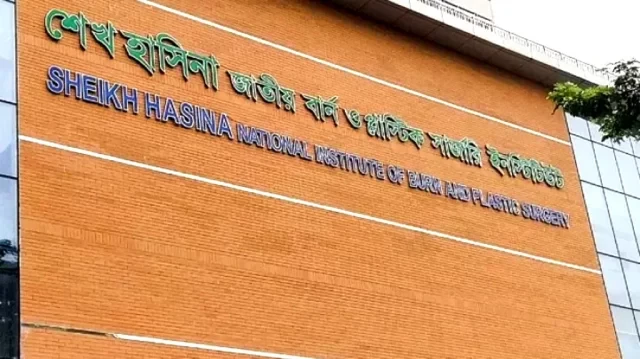 শেখ হাসিনা জাতীয় বার্ন ও প্লাস্টিক সার্জারি ইনস্টিটিউট
SHEIKH HASINA NATIONAL INSTITUTE OF BURN AND PLASTIC SURGERY